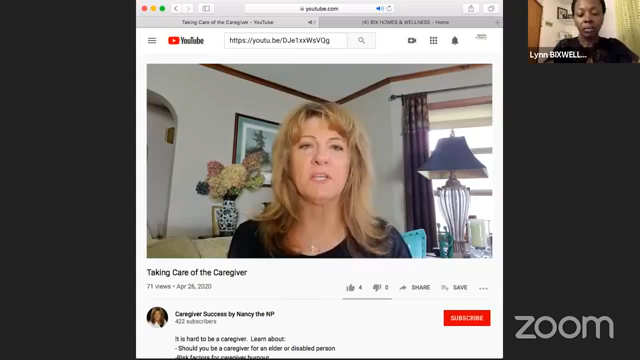 youtube.com
Taking Care of the Caregiver - YouTube
(4) BIX HOMES & WELLNESS - Home
YouTube
https://youtu.be/DJe1xxWsVQg
Lynn BIXWELL...
Taking Care of the Caregiver
71 views • Apr 26, 2020
4
0
SHARE
SAVE
Caregiver Success by Nancy the NP
422 subscribers
SUBSCRIBE
It is hard to be a caregiver. Learn about:
- Should you be a caregiver for an elder or disabled person
-Risk factors for caregiver burnous
zoom